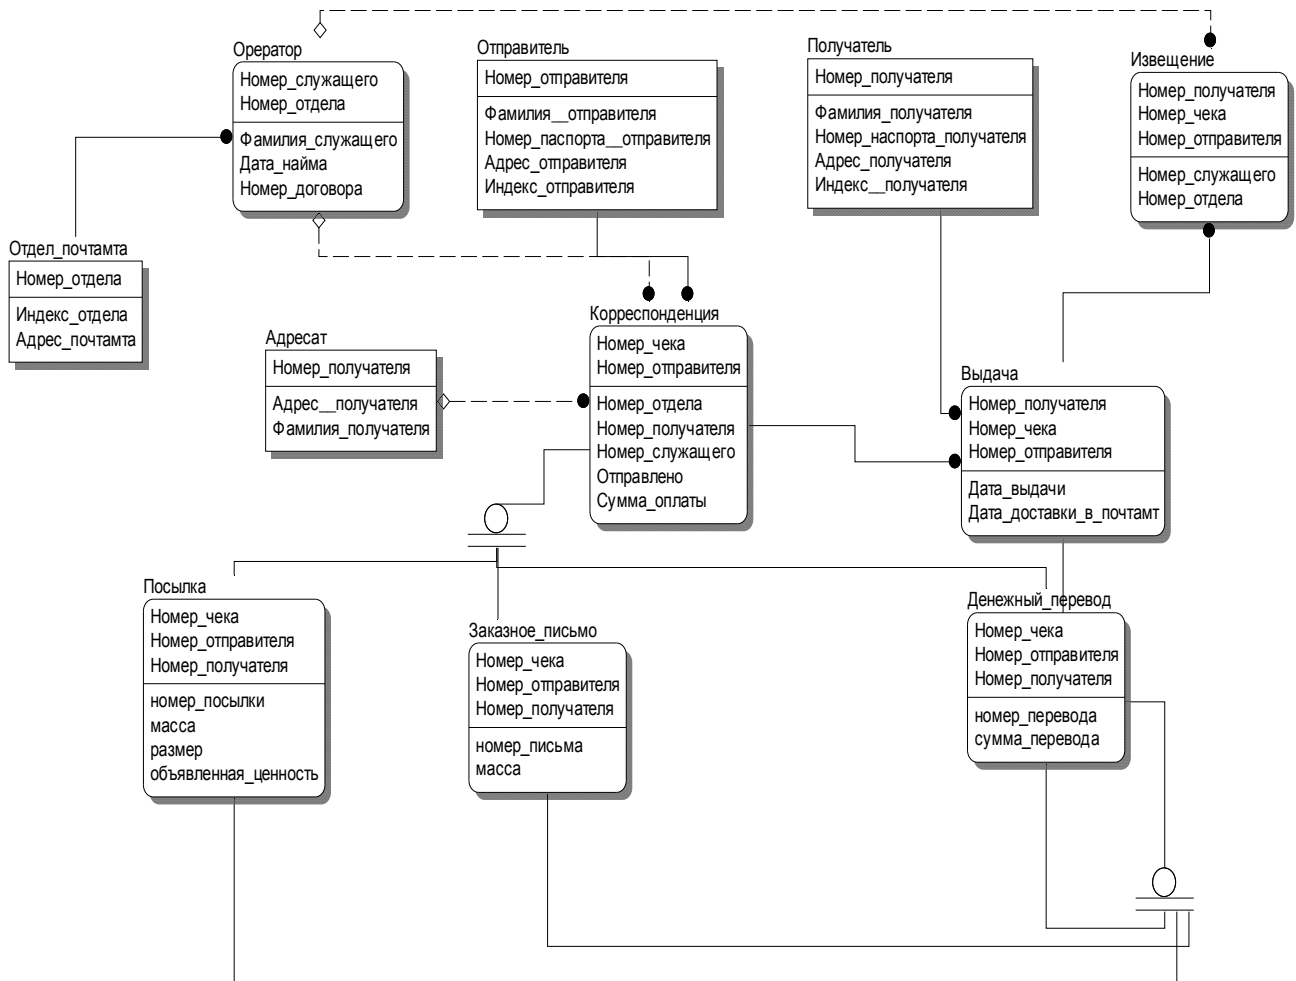 Орератор
Номер_служащего
Номер_отдела
Фамилия_служащего
Дата_найма
Номер_договора
Отправитель
Номер_отправителя
Фамилия__отправителя
Номер_паспорта__отправителя
Адрес_отправителя
Индекс_отправителя
Получатель
Номер_получателя
Фамилия_получателя
Номер_наспорта_получателя
Адрес_получателя
Индекс__получателя
Извещение
Номер_получателя
Номер_чека
Номер_отправителя
Номер_служащего
Номер_отдела
Отдел_почтамта
Номер_отдела
Индекс_отдела
Адрес_почтамта
Адресат
Номер_получателя
Адрес__получателя
Фамилия_получателя
Корреспонденция
Номер_чека
Номер_отправителя
Номер_отдела
Номер_получателя
Номер_служащего
Отправлено
Сумма_оплаты
Выдача
Номер_получателя
Номер_чека
Номер_отправителя
Дата_выдачи
Дата_доставки_в_почтамт
Посылка
Номер_чека
Номер_отправителя
Номер_получателя
номер_посылки
масса
размер
объявленная_ценность
Заказное_письмо
Номер_чека
Номер_отправителя
Номер_получателя
номер_письма
масса
Денежный_перевод
Номер_чека
Номер_отправителя
Номер_получателя
номер_перевода
сумма_перевода